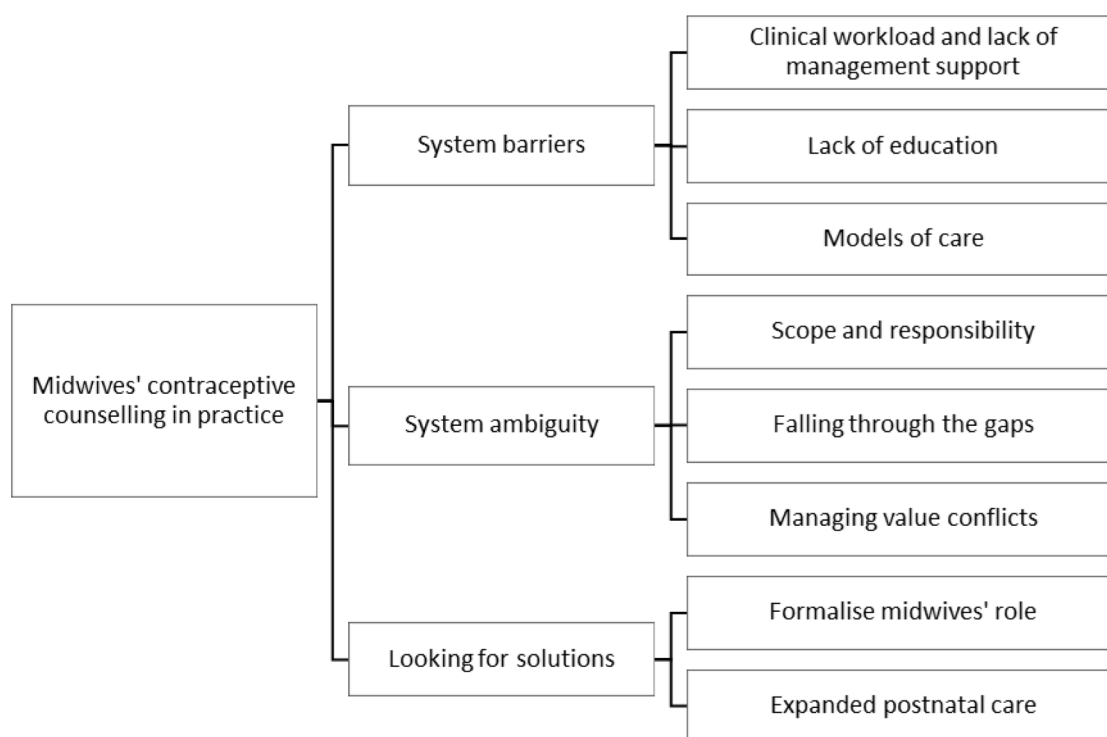 Midwives' contraceptive
counselling in practice
System barriers
Clinical workload and lack of
management support
Lack of education
Models of care
System ambiguity
Scope and responsibility
Falling through the gaps
Managing value conflicts
Looking for solutions
Formalise midwives' role
Expanded postnatal care